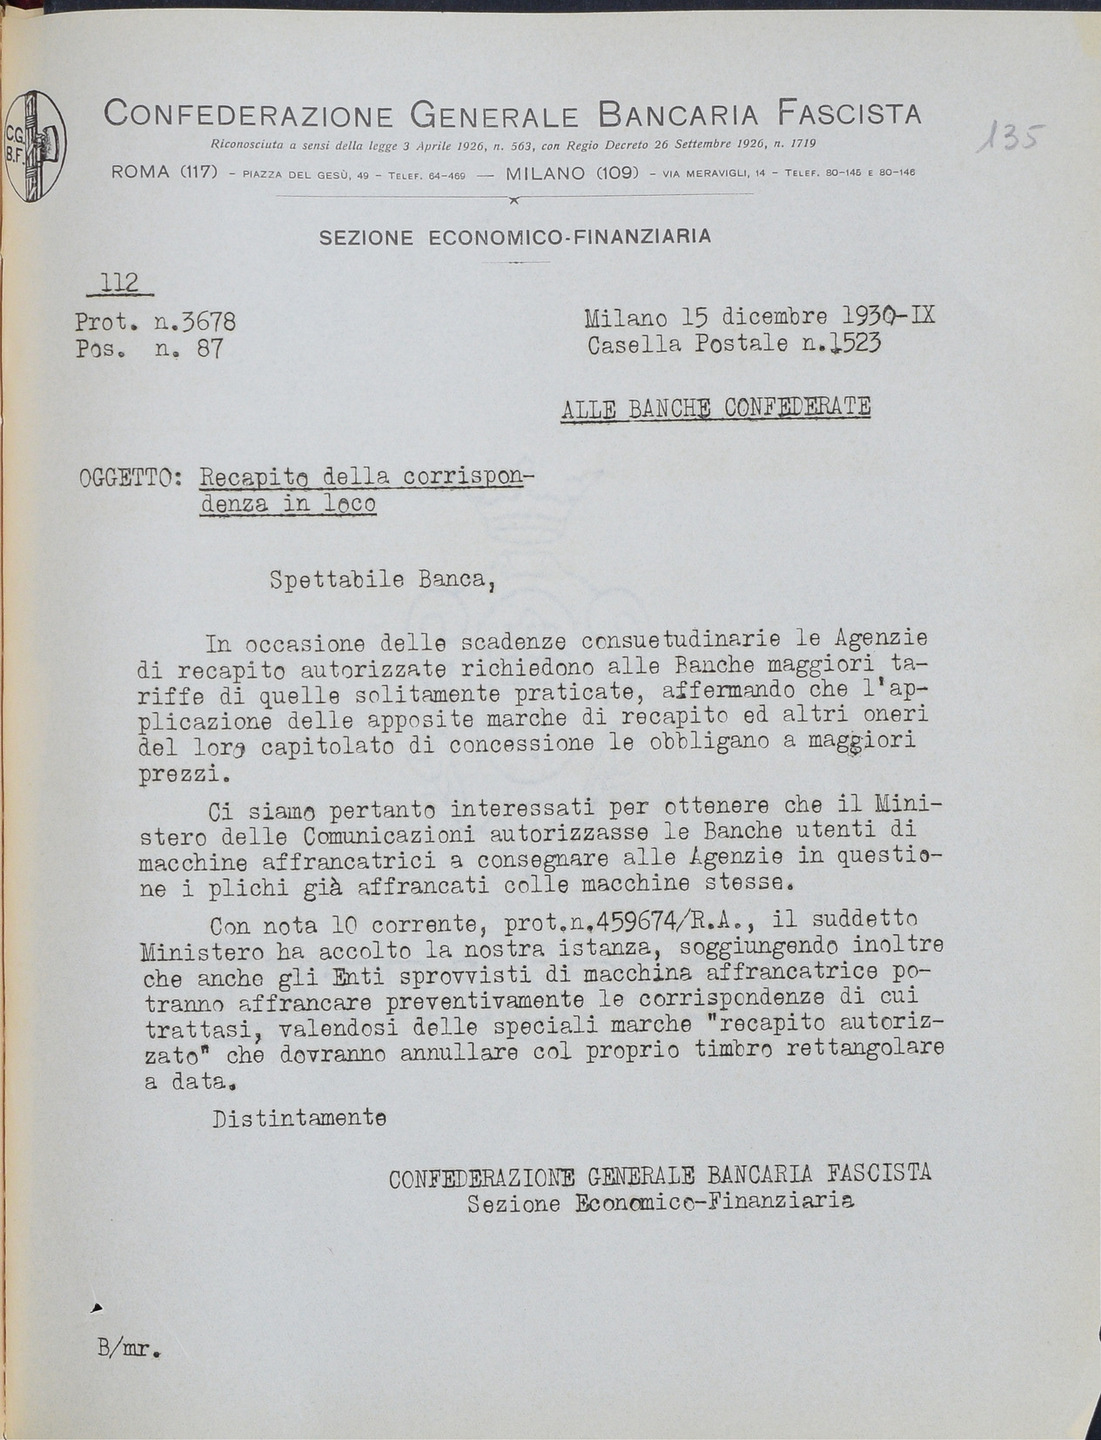 C.G.
B.F.
CONFEDERAZIONE GENERALE BANCARIA FASCISTA
135
Riconosciuta a sensi della legge 3 Aprile 1926, n. 563, con Regio Decreto 26 Settembre 1926, n. 1719
ROMA (117) - PIAZZA DEL GESÙ, 49 - TELEF. 64-469 — MILANO (109) - VIA MERAVIGLI, 14 - TELEF. 80-145 E 80-146
SEZIONE ECONOMICO-FINANZIARIA
112
Prot. n.3678
Pos. n. 87
Milano 15 dicembre 1930-IX
Casella Postale n.1523
ALLE BANCHE CONFEDERATE
OGGETTO: Recapito della corrispon-
denza in loco
Spettabile Banca,
In occasione delle scadenze consuetudinarie le Agenzie
di recapito autorizzate richiedono alle Banche maggiori ta-
riffe di quelle solitamente praticate, affermando che l'ap-
plicazione delle apposite marche di recapito ed altri oneri
del loro capitolato di concessione le obbligano a maggiori
prezzi.
Ci siamo pertanto interessati per ottenere che il Mini-
stero delle Comunicazioni autorizzasse le Banche utenti di
macchine affrancatrici a consegnare alle Agenzie in questio-
ne i plichi già affrancati colle macchine stesse.
Con nota 10 corrente, prot.n.459674/R.A., il suddetto
Ministero ha accolto la nostra istanza, soggiungendo inoltre
che anche gli Enti sprovvisti di macchina affrancatrice po-
tranno affrancare preventivamente le corrispondenze di cui
trattasi, valendosi delle speciali marche "recapito autoriz-
zato" che dovranno annullare col proprio timbro rettangolare
a data.
Distintamente
CONFEDERAZIONE GENERALE BANCARIA FASCISTA
Sezione Economico-Finanziaria
B/mr.